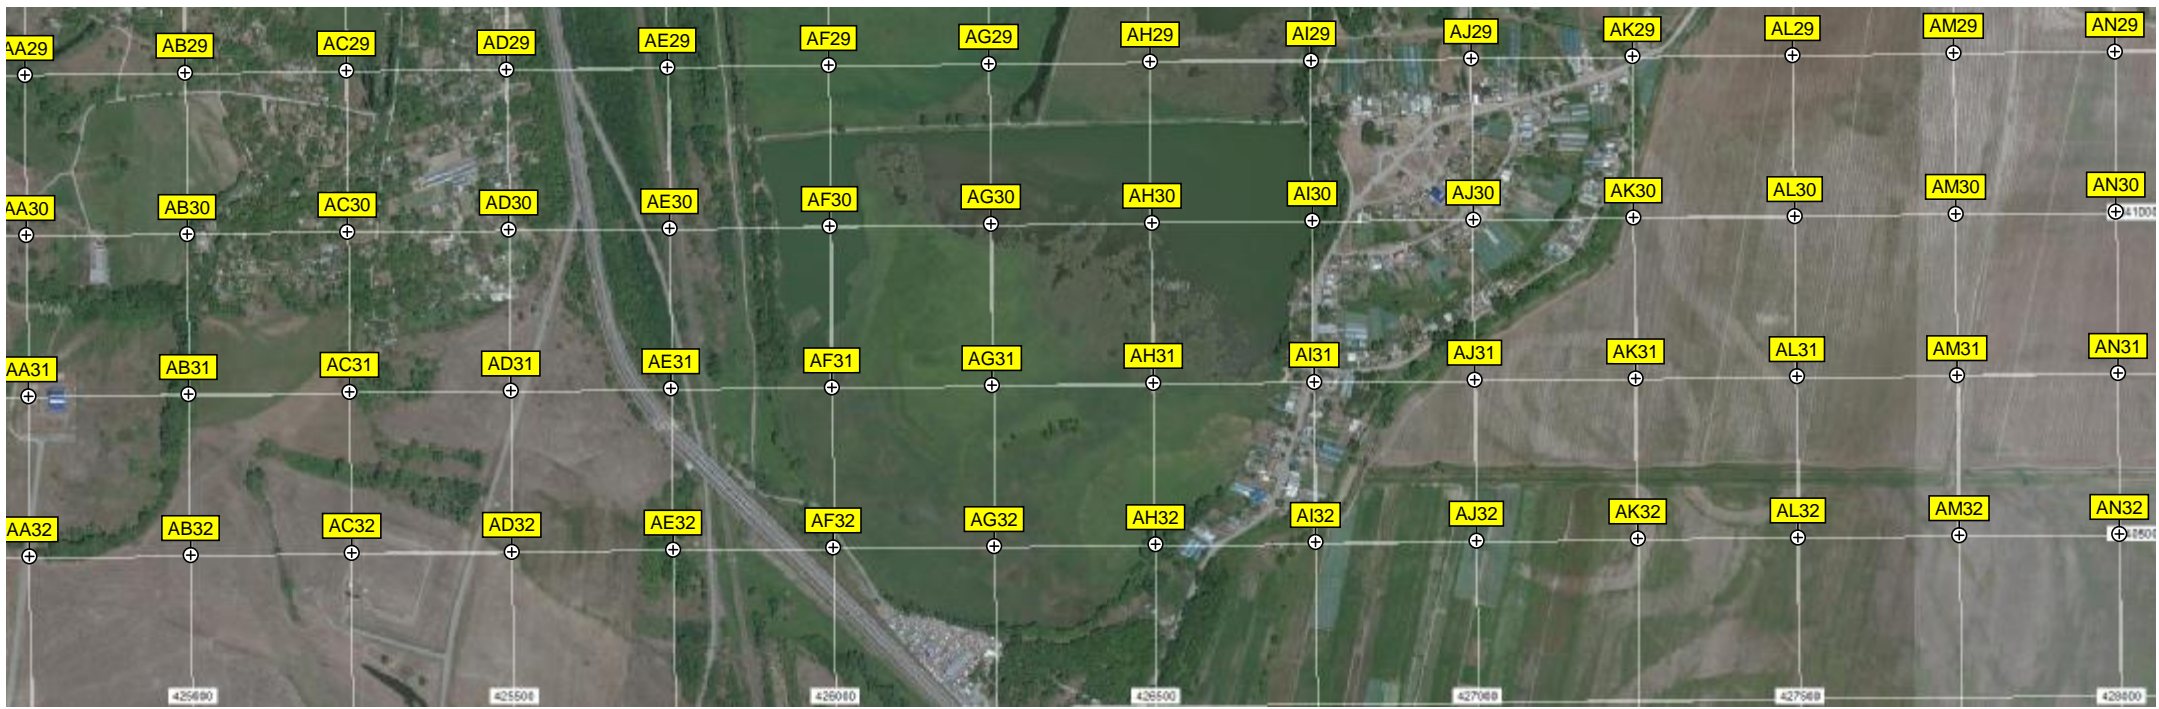 AA29 AB29 AC29 AD29 AE29 AF29 AG29 AH29 AI29 AJ29 AK29 AL29 AM29 AN29
AA30 AB30 AC30 AD30 AE30 AF30 AG30 AH30 AI30 AJ30 AK30 AL30 AM30 AN30
AA31 AB31 AC31 AD31 AE31 AF31 AG31 AH31 AI31 AJ31 AK31 AL31 AM31 AN31
AA32 AB32 AC32 AD32 AE32 AF32 AG32 AH32 AI32 AJ32 AK32 AL32 AM32 AN32
425000 425500 426000 426500 427000 427500 428000